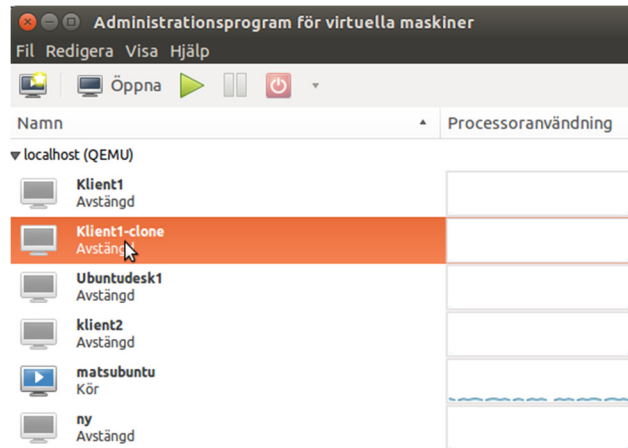 Administrationsprogram för virtuella maskiner
Fil Redigera Visa Hjälp
Öppna
Namn Processoranvändning
localhost (QEMU)
Klient1
Avstängd
Klient1-clone
Avstängd
Ubuntudesk1
Avstängd
klient2
Avstängd
matsubuntu
Kör
ny
Avstängd